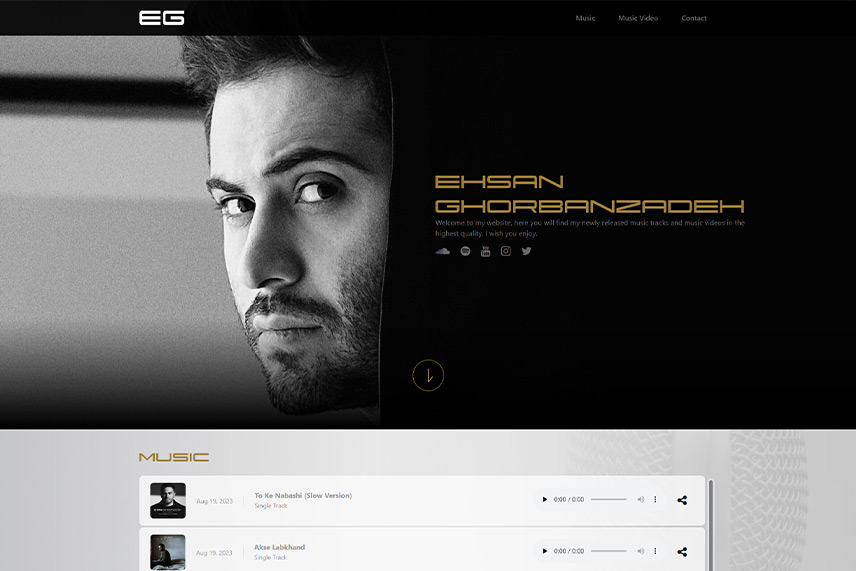 EG
Music
Music Video
Contact
EHSAN
GHORBANZADEH
Welcome to my website, here you will find my newly released music tracks and music videos in the
highest quality. I wish you enjoy.
MUSIC
Aug 19, 2023
To Ke Nabashi (Slow Version)
Single Track
0:00 / 0:00
Aug 19, 2023
Akse Labkhand
Single Track
0:00 / 0:00